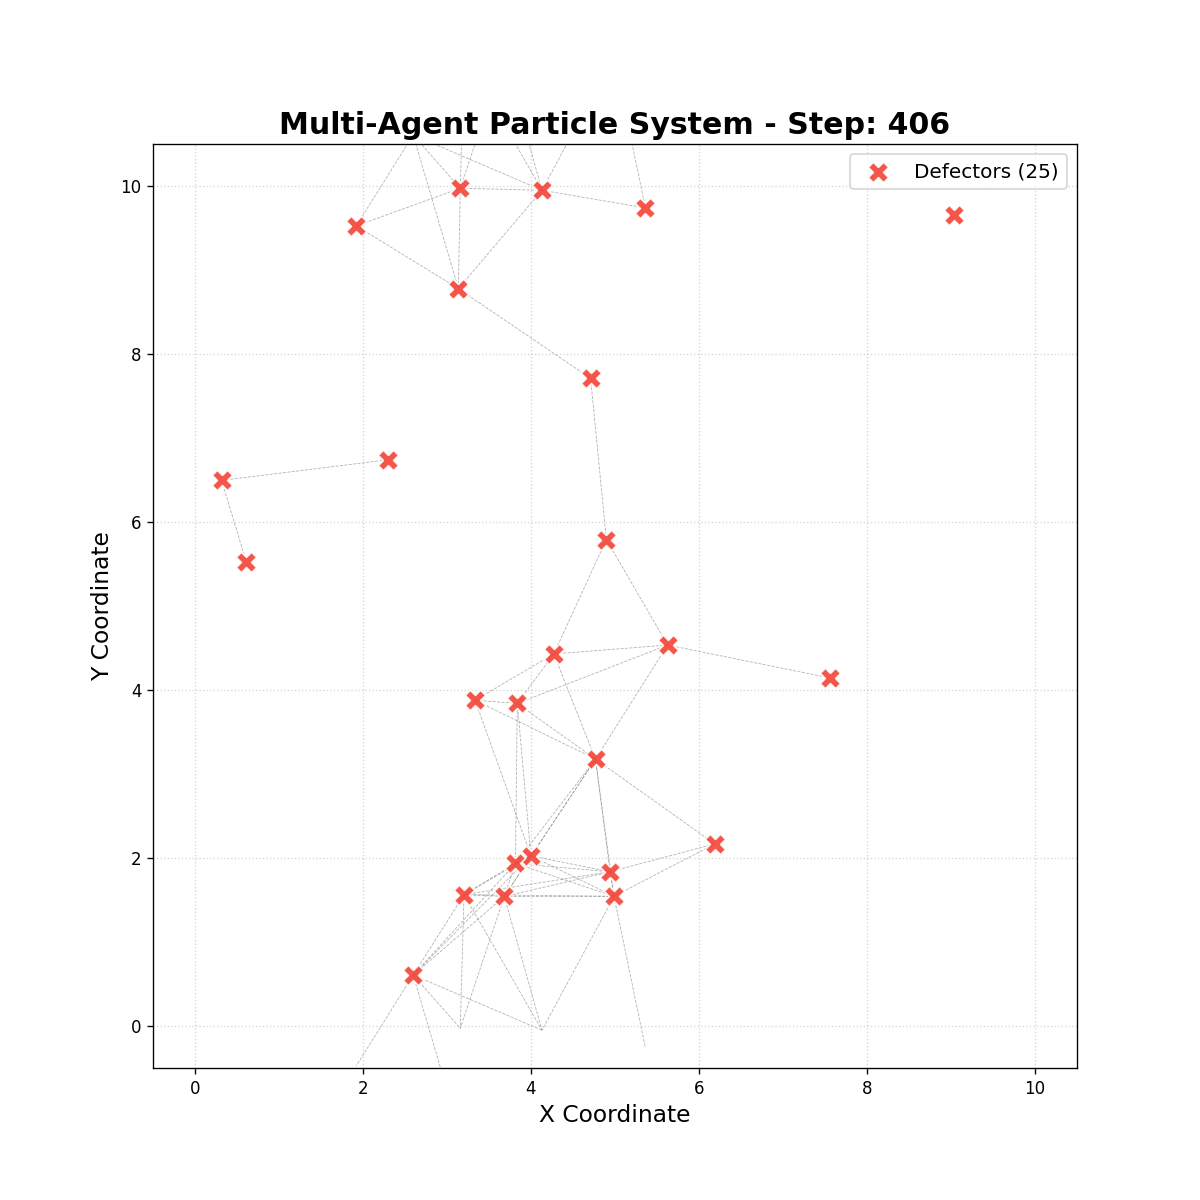 Multi-Agent Particle System - Step: 406
Defectors (25)
10
8
6
4
2
0
Y Coordinate
0 2 4 6 8 10
X Coordinate